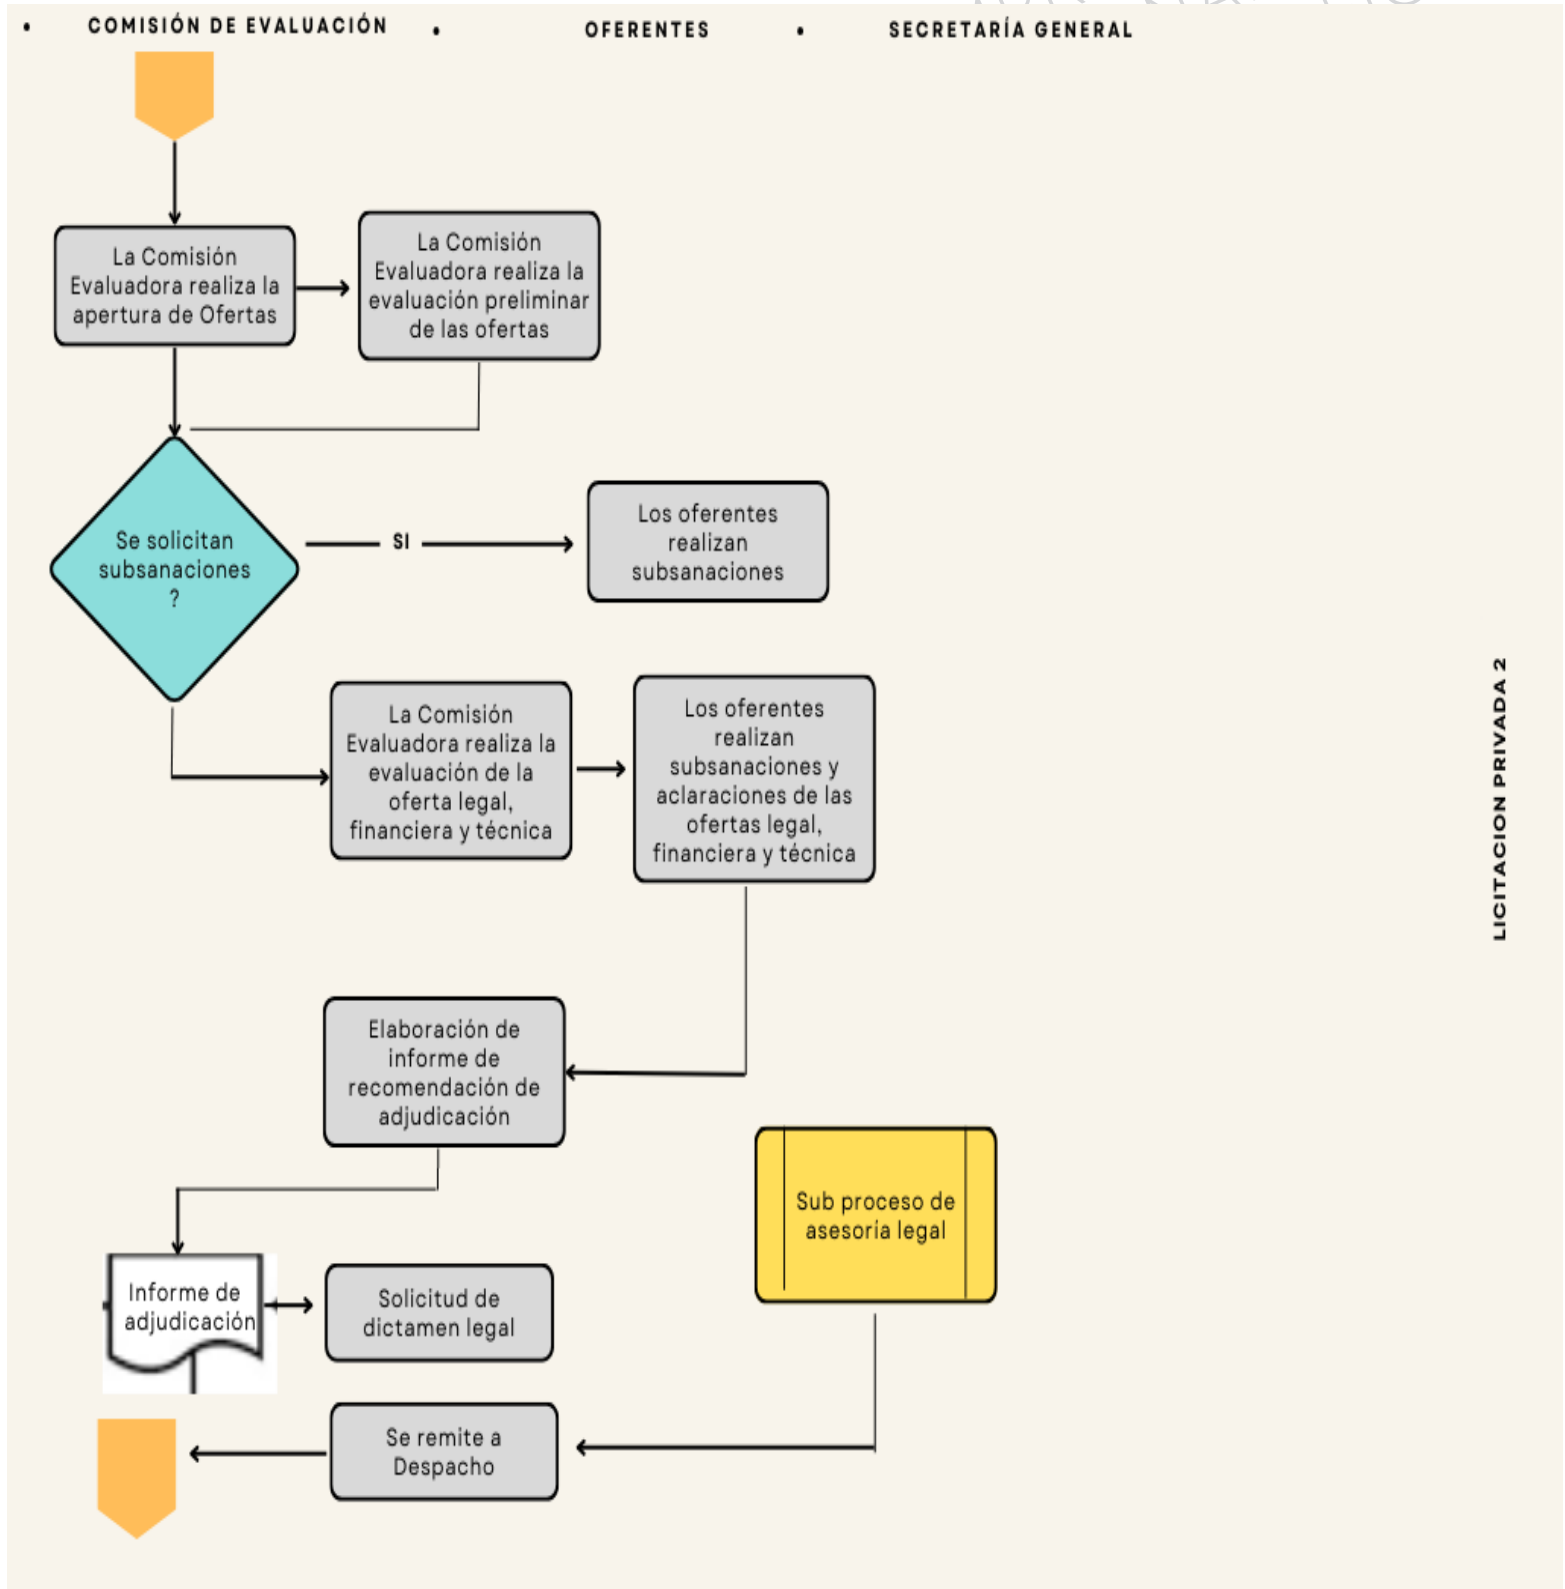 COMISIÓN DE EVALUACIÓN
OFERENTES
SECRETARÍA GENERAL
La Comisión
Evaluadora realiza la
apertura de Ofertas
La Comisión
Evaluadora realiza la
evaluación preliminar
de las ofertas
Se solicitan
subsanaciones
?
SI
Los oferentes
realizan
subsanaciones
La Comisión
Evaluadora realiza la
evaluación de la
oferta legal,
financiera y técnica
Los oferentes
realizan
subsanaciones y
aclaraciones de las
ofertas legal,
financiera y técnica
LICITACION PRIVADA 2
Elaboración de
informe de
recomendación de
adjudicación
Sub proceso de
asesoría legal
Informe de
adjudicación
Solicitud de
dictamen legal
Se remite a
Despacho